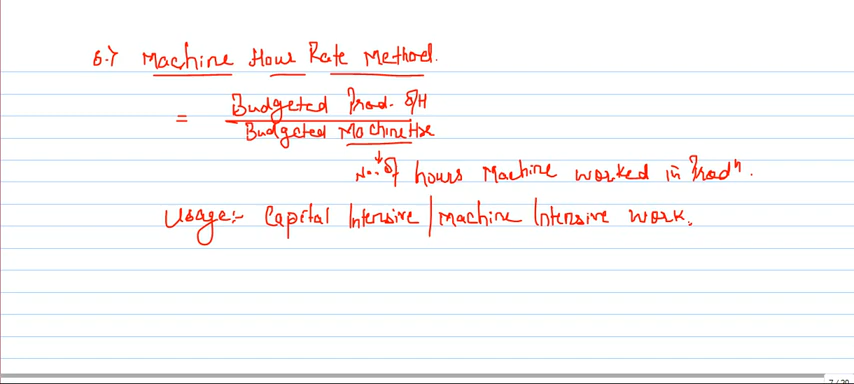 6.) Machine Hour Rate Method.
= Budgeted Prod. O/H
Budgeted Machine Hrs
↓
No. of hours Machine worked in Prodn.
Usage:- Capital Intensive | Machine Intensive work.
7 / 20